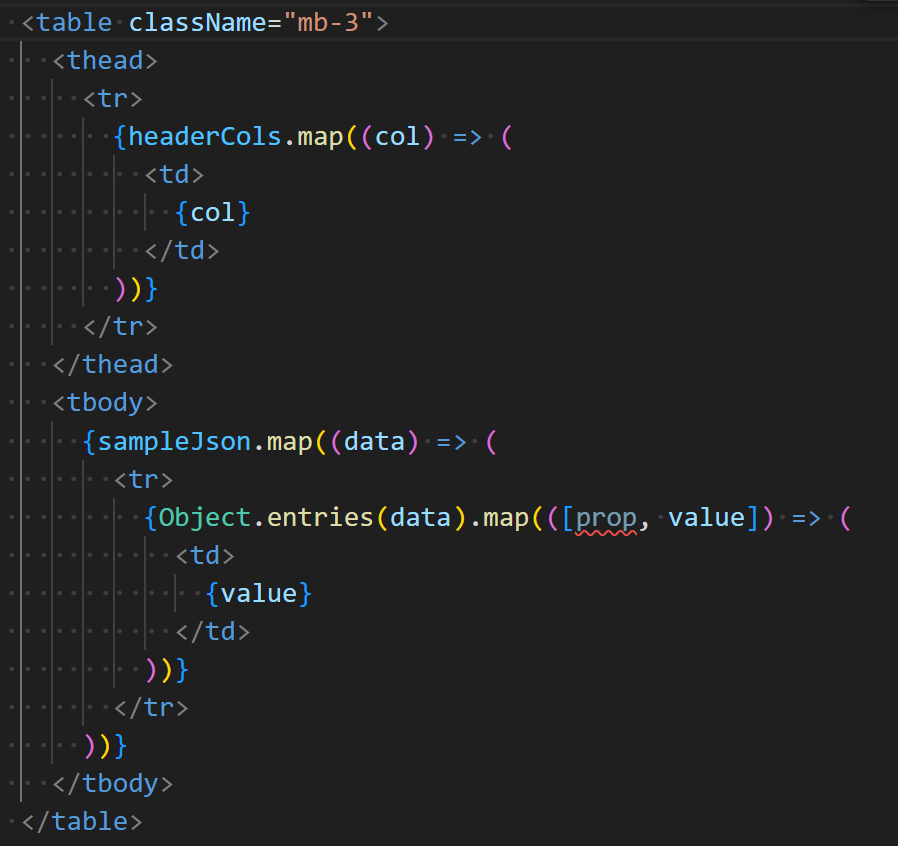 <table className="mb-3">
  <thead>
    <tr>
      {headerCols.map((col) => (
        <td>
          {col}
        </td>
      ))}
    </tr>
  </thead>
  <tbody>
    {sampleJson.map((data) => (
      <tr>
        {Object.entries(data).map(([prop, value]) => (
          <td>
            {value}
          </td>
        ))}
      </tr>
    ))}
  </tbody>
</table>